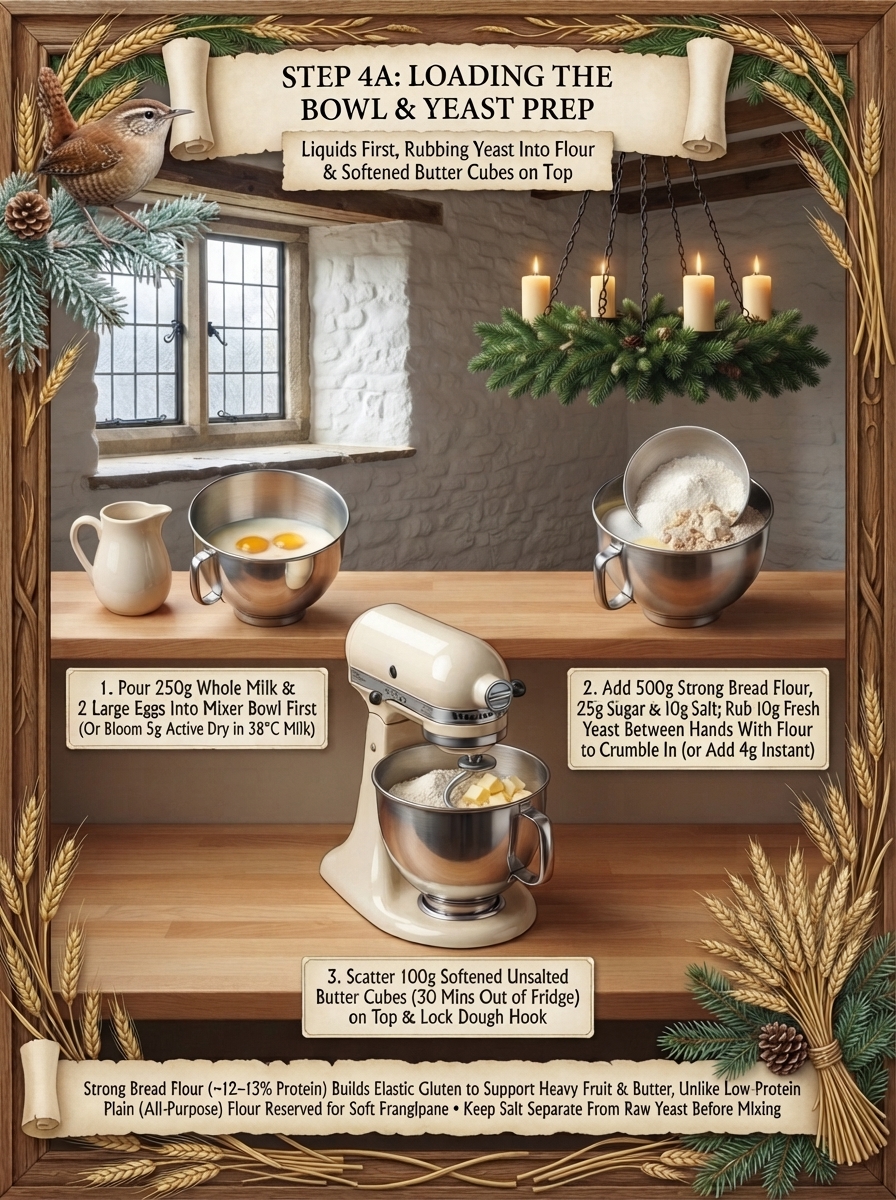 STEP 4A: LOADING THE
BOWL & YEAST PREP
Liquids First, Rubbing Yeast Into Flour
& Softened Butter Cubes on Top
1. Pour 250g Whole Milk &
2 Large Eggs Into Mixer Bowl First
(Or Bloom 5g Active Dry in 38°C Milk)
2. Add 500g Strong Bread Flour,
25g Sugar & 10g Salt; Rub 10g Fresh
Yeast Between Hands With Flour
to Crumble In (or Add 4g Instant)
3. Scatter 100g Softened Unsalted
Butter Cubes (30 Mins Out of Fridge)
on Top & Lock Dough Hook
Strong Bread Flour (~12–13% Protein) Builds Elastic Gluten to Support Heavy Fruit & Butter, Unlike Low-Protein
Plain (All-Purpose) Flour Reserved for Soft Franglpane • Keep Salt Separate From Raw Yeast Before MIxing